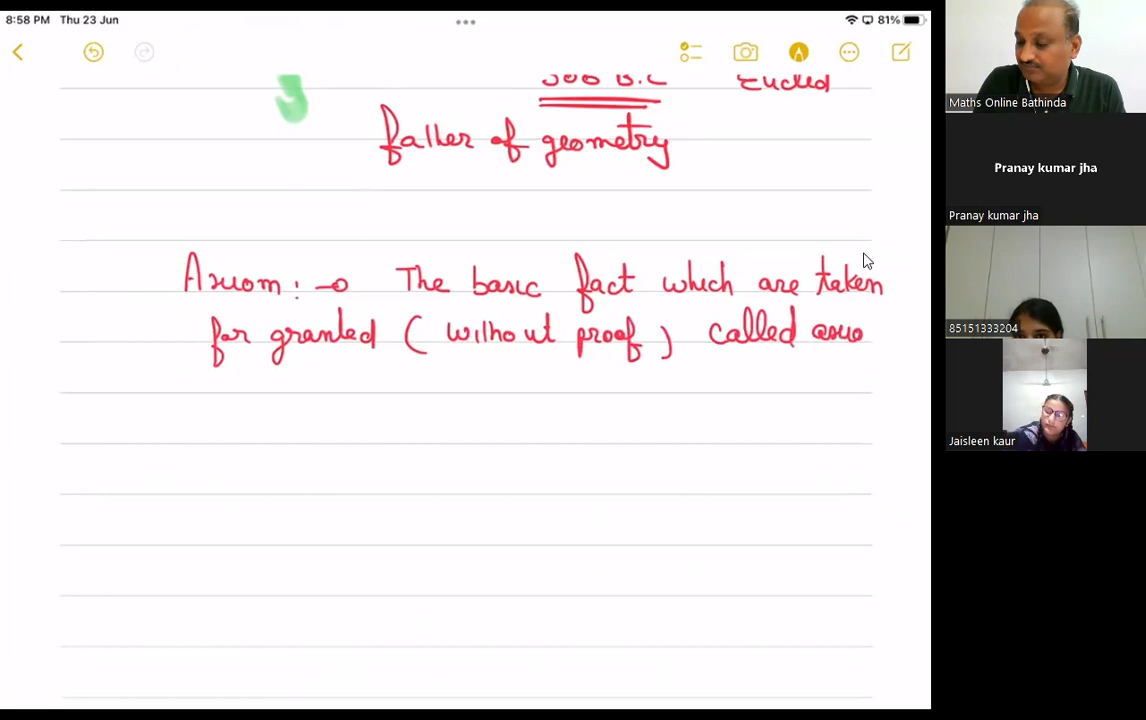 8:58 PM Thu 23 Jun
81%
300 B.C Euclid
father of geometry
Axiom :→ The basic fact which are taken
for granted ( without proof ) called axio
Maths Online Bathinda
Pranay kumar jha
Pranay kumar jha
85151333204
Jaisleen kaur